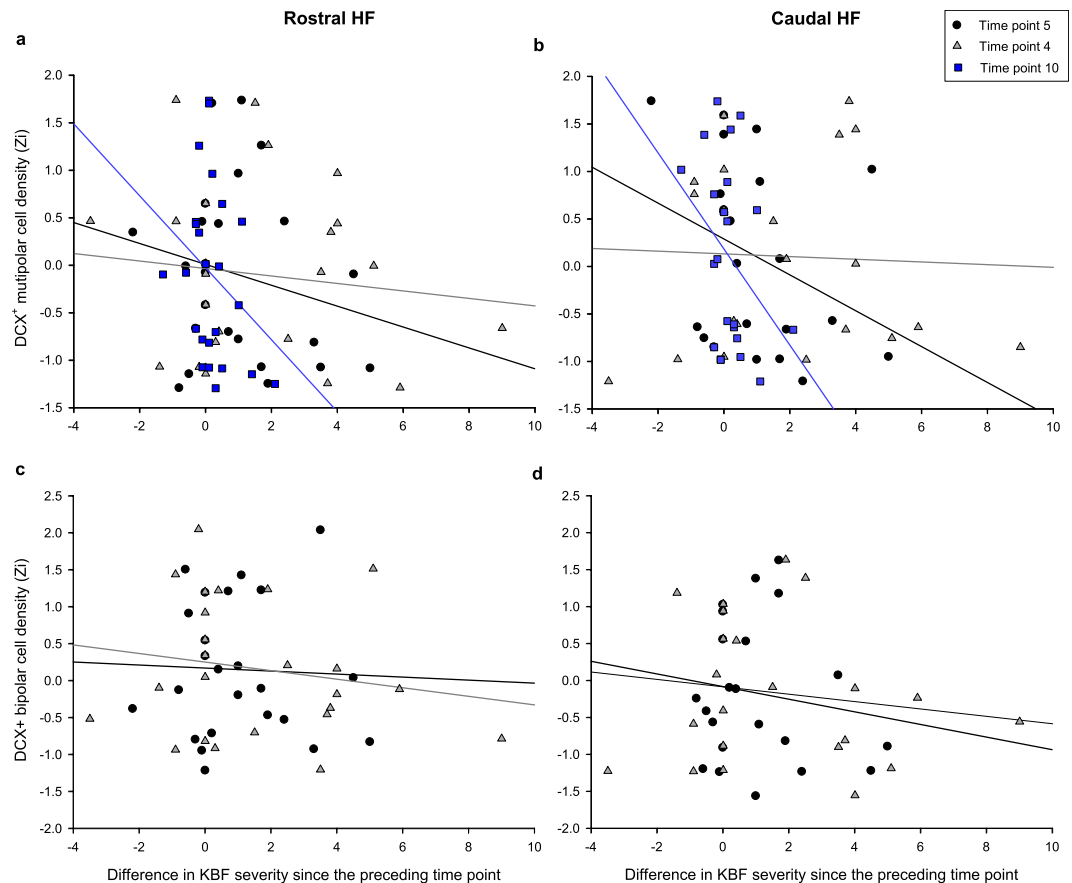 Rostral HF
Caudal HF
Time point 5
Time point 4
Time point 10
a
b
DCX+ multipolar cell density (Zi)
2.0
1.5
1.0
0.5
0.0
-0.5
-1.0
-1.5
-4 -2 0 2 4 6 8 10
2.0
1.5
1.0
0.5
0.0
-0.5
-1.0
-1.5
-4 -2 0 2 4 6 8 10
c
d
DCX+ bipolar cell density (Zi)
2.5
2.0
1.5
1.0
0.5
0.0
-0.5
-1.0
-1.5
-2.0
-4 -2 0 2 4 6 8 10
2.5
2.0
1.5
1.0
0.5
0.0
-0.5
-1.0
-1.5
-2.0
-4 -2 0 2 4 6 8 10
Difference in KBF severity since the preceding time point
Difference in KBF severity since the preceding time point